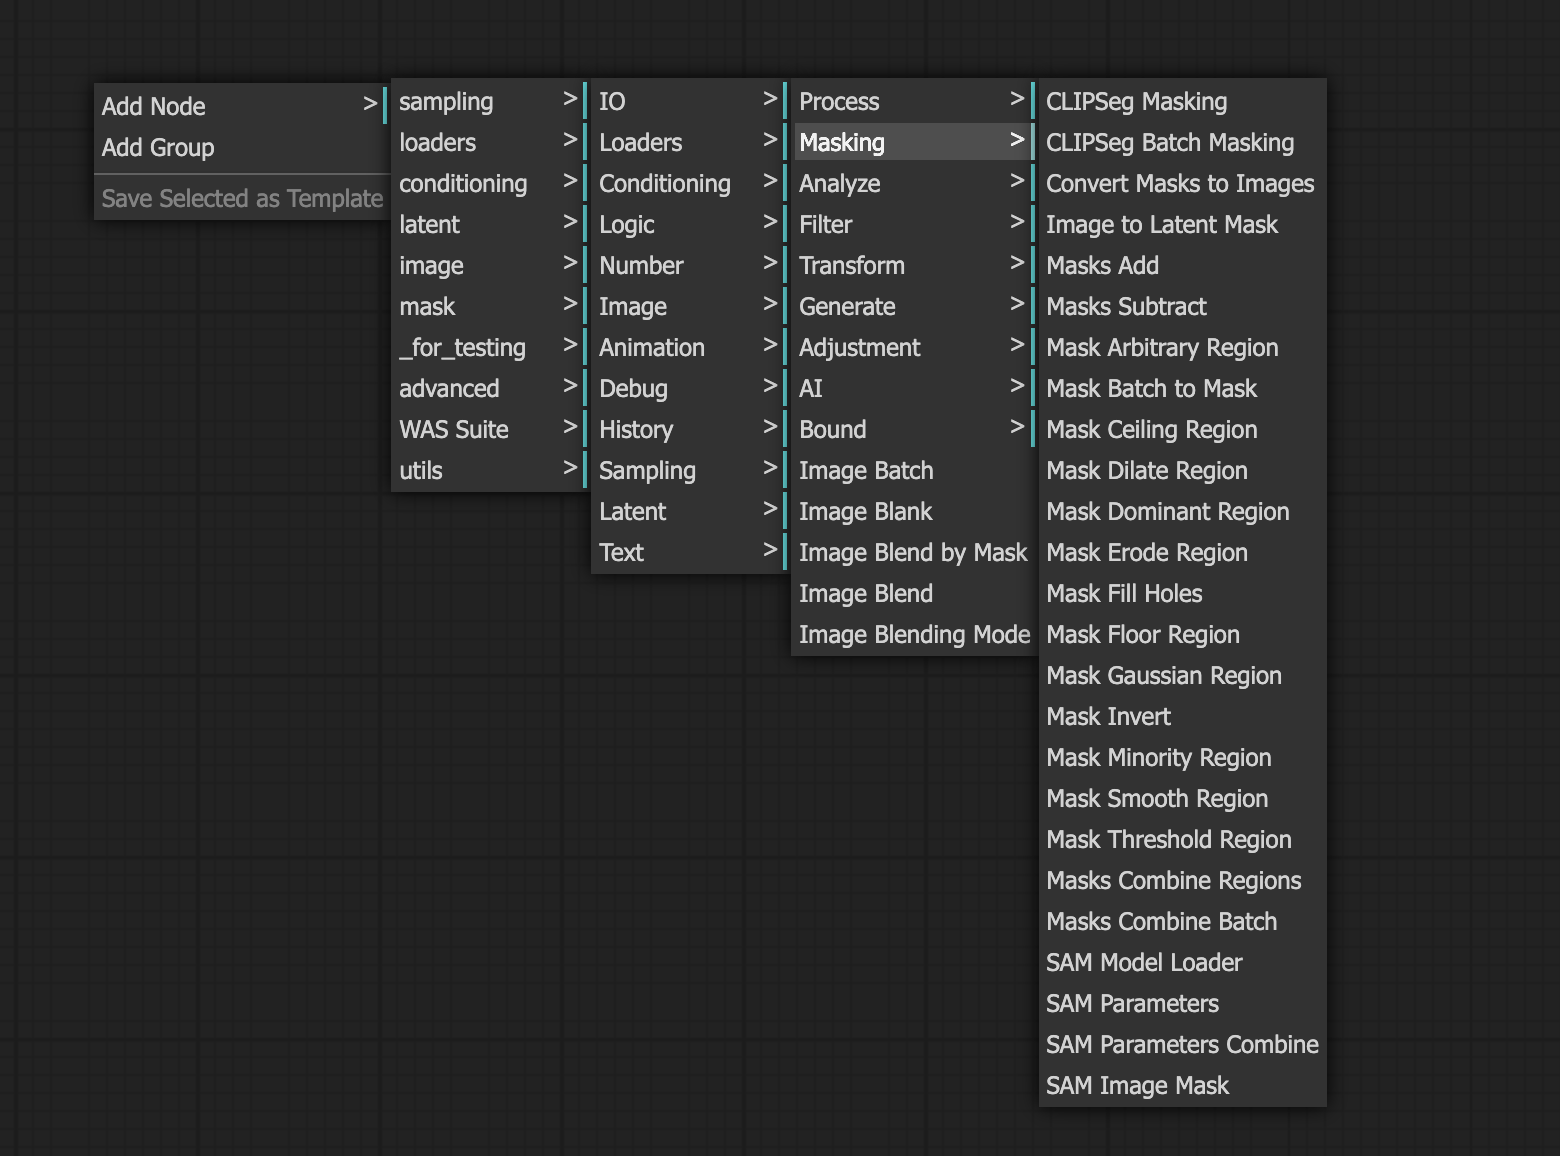 Add Node >
Add Group
Save Selected as Template
sampling >
loaders >
conditioning >
latent >
image >
mask >
_for_testing >
advanced >
WAS Suite >
utils >
IO >
Loaders >
Conditioning >
Logic >
Number >
Image >
Animation >
Debug >
History >
Sampling >
Latent >
Text >
Process >
Masking >
Analyze >
Filter >
Transform >
Generate >
Adjustment >
AI >
Bound >
Image Batch
Image Blank
Image Blend by Mask
Image Blend
Image Blending Mode
CLIPSeg Masking
CLIPSeg Batch Masking
Convert Masks to Images
Image to Latent Mask
Masks Add
Masks Subtract
Mask Arbitrary Region
Mask Batch to Mask
Mask Ceiling Region
Mask Dilate Region
Mask Dominant Region
Mask Erode Region
Mask Fill Holes
Mask Floor Region
Mask Gaussian Region
Mask Invert
Mask Minority Region
Mask Smooth Region
Mask Threshold Region
Masks Combine Regions
Masks Combine Batch
SAM Model Loader
SAM Parameters
SAM Parameters Combine
SAM Image Mask